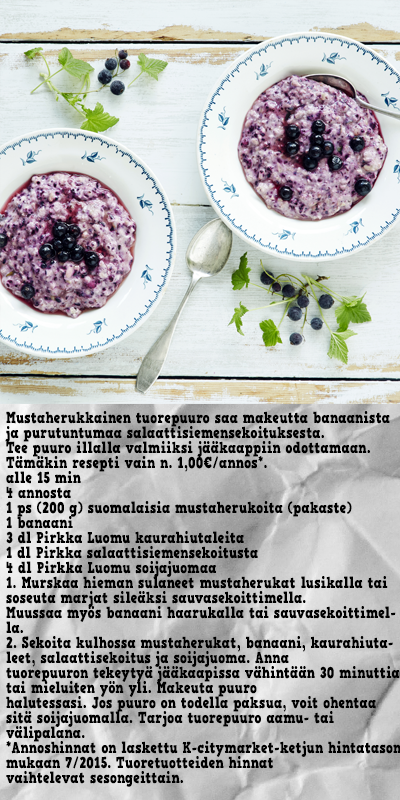 Mustaherukkainen tuorepuuro saa makeutta banaanista
ja purutuntumaa salaattisiemensekoituksesta.
Tee puuro illalla valmiiksi jääkaappiin odottamaan.
Tämäkin resepti vain n. 1,00€/annos*.
alle 15 min
4 annosta
1 ps (200 g) suomalaisia mustaherukoita (pakaste)
1 banaani
3 dl Pirkka Luomu kaurahiutaleita
1 dl Pirkka salaattisiemensekoitusta
4 dl Pirkka Luomu soijajuomaa
1. Murskaa hieman sulaneet mustaherukat lusikalla tai
soseuta marjat sileäksi sauvasekoittimella.
Muussaa myös banaani haarukalla tai sauvasekoittimel-
la.
2. Sekoita kulhossa mustaherukat, banaani, kaurahiuta-
leet, salaattisekoitus ja soijajuoma. Anna
tuorepuuron tekeytyä jääkaapissa vähintään 30 minuttia
tai mieluiten yön yli. Makeuta puuro
halutessasi. Jos puuro on todella paksua, voit ohentaa
sitä soijajuomalla. Tarjoa tuorepuuro aamu- tai
välipalana.
*Annoshinnat on laskettu K-citymarket-ketjun hintatason
mukaan 7/2015. Tuoretuotteiden hinnat
vaihtelevat sesongeittain.